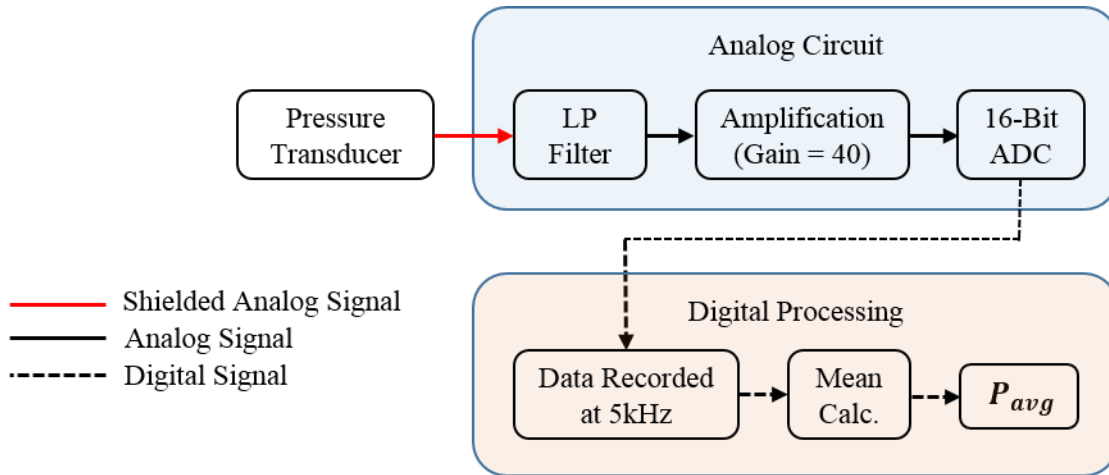 Analog Circuit
Pressure
Transducer
LP
Filter
Amplification
(Gain = 40)
16-Bit
ADC
Shielded Analog Signal
Analog Signal
Digital Signal
Digital Processing
Data Recorded
at 5kHz
Mean
Calc.
P_avg